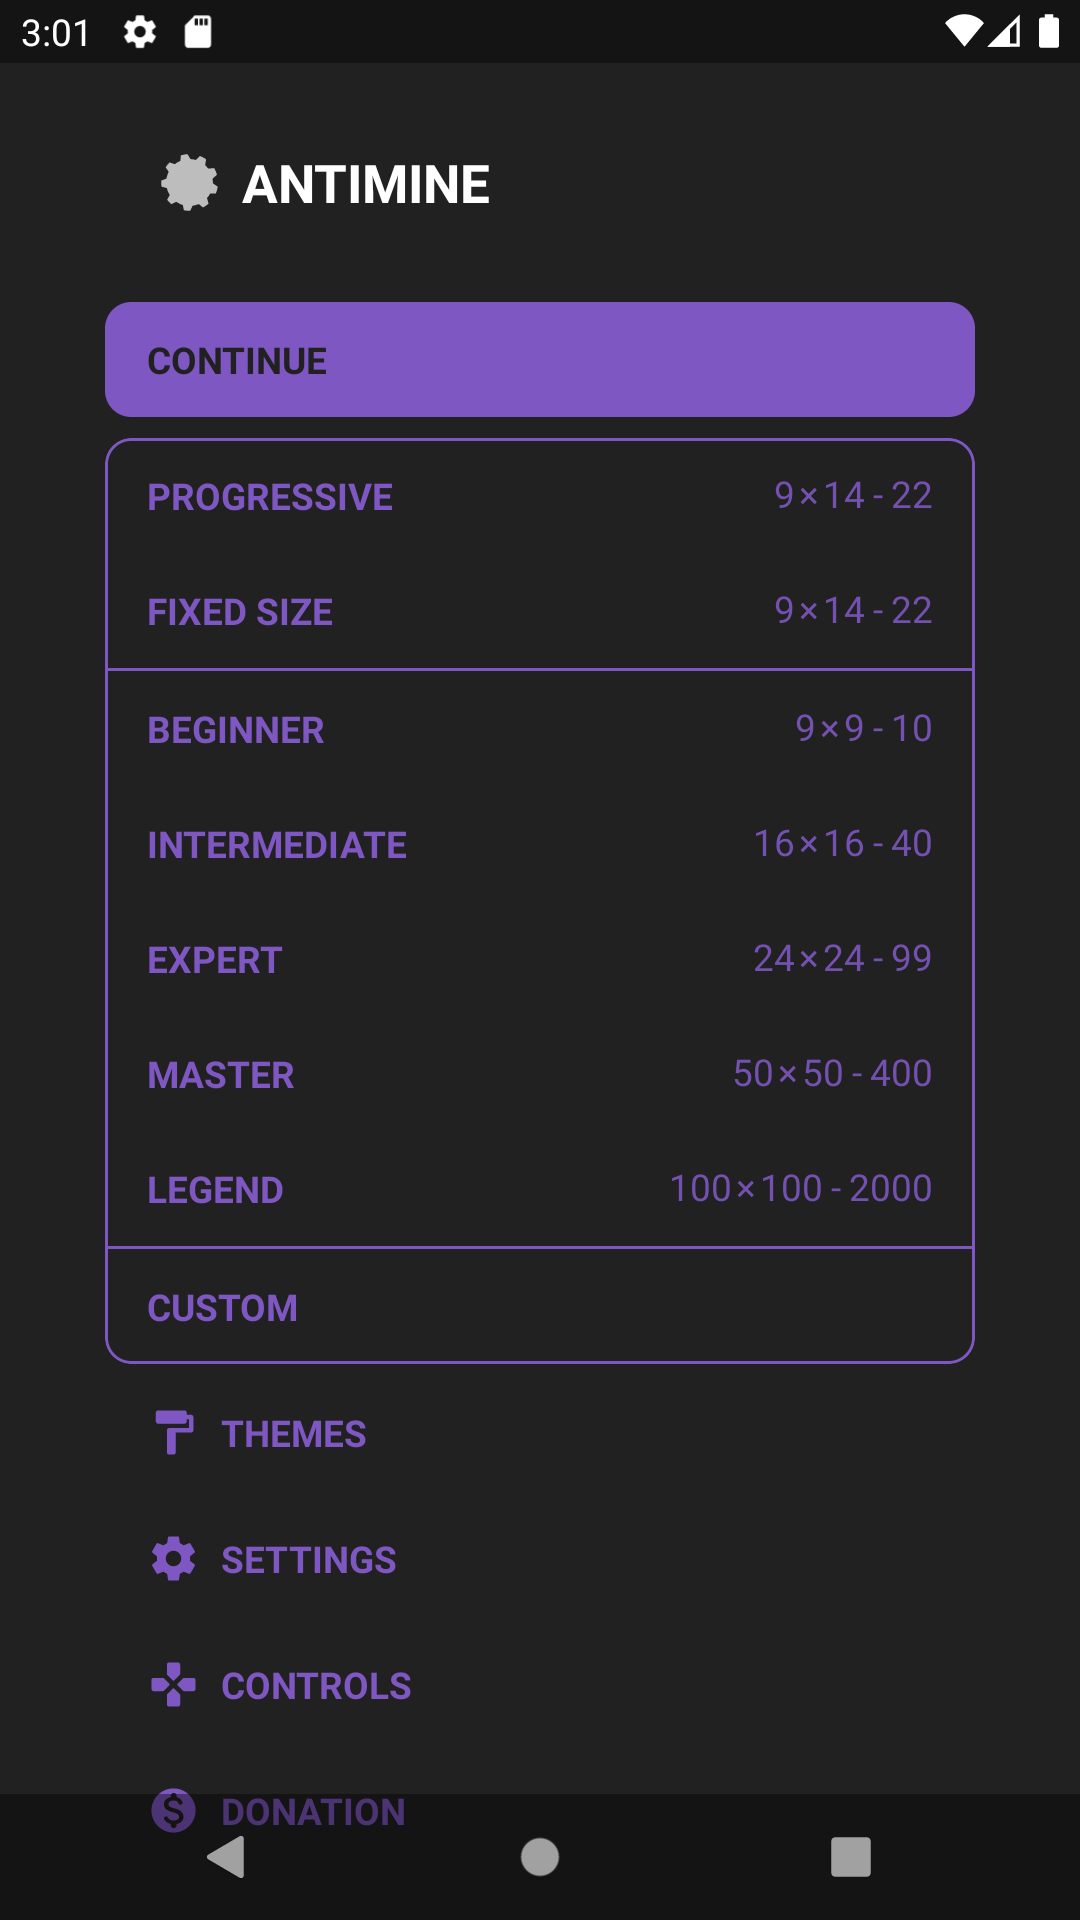 3:01
ANTIMINE
CONTINUE
PROGRESSIVE 9×14 - 22
FIXED SIZE 9×14 - 22
BEGINNER 9×9 - 10
INTERMEDIATE 16×16 - 40
EXPERT 24×24 - 99
MASTER 50×50 - 400
LEGEND 100×100 - 2000
CUSTOM
THEMES
SETTINGS
CONTROLS
DONATION